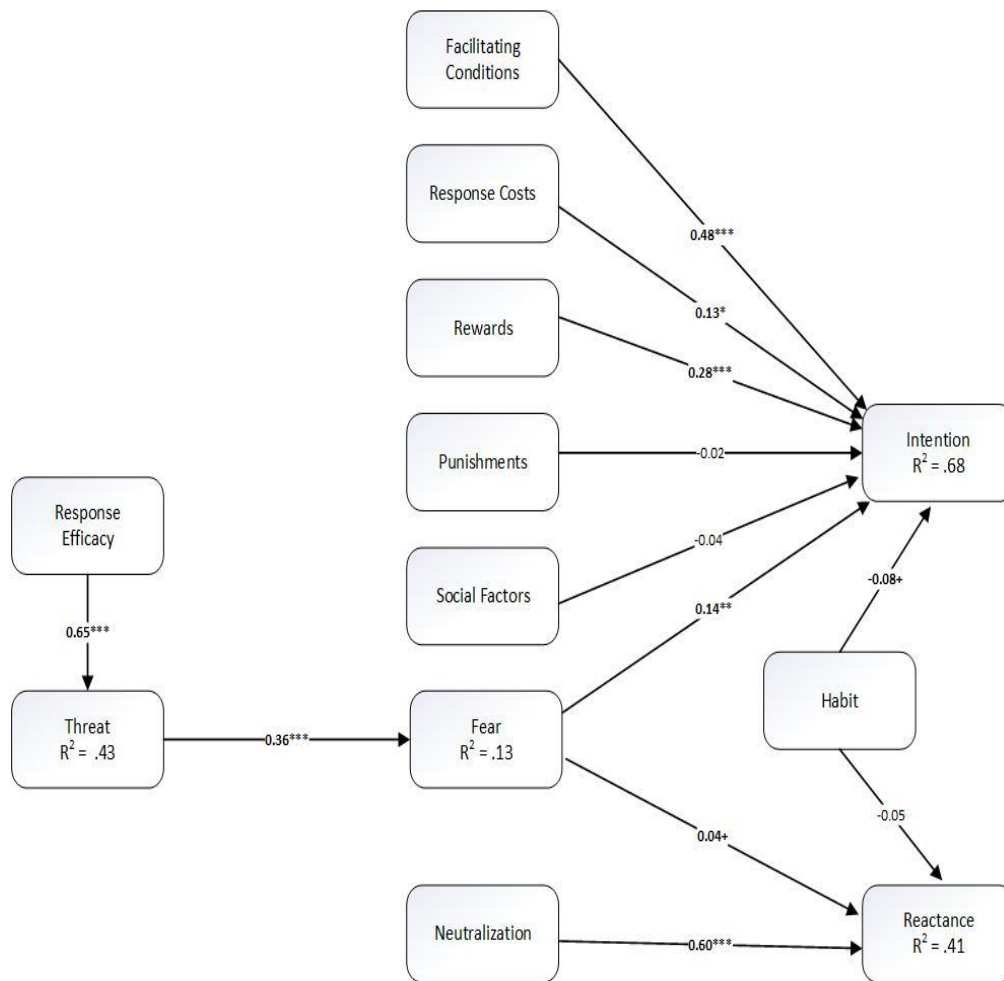 Facilitating
Conditions
Response Costs
0.48***
Rewards
0.13*
0.28***
Punishments
-0.02
Intention
R² = .68
Response
Efficacy
Social Factors
-0.04
-0.08+
0.14**
0.65***
Habit
Threat
R² = .43
0.36***
Fear
R² = .13
-0.05
0.04+
Neutralization
0.60***
Reactance
R² = .41